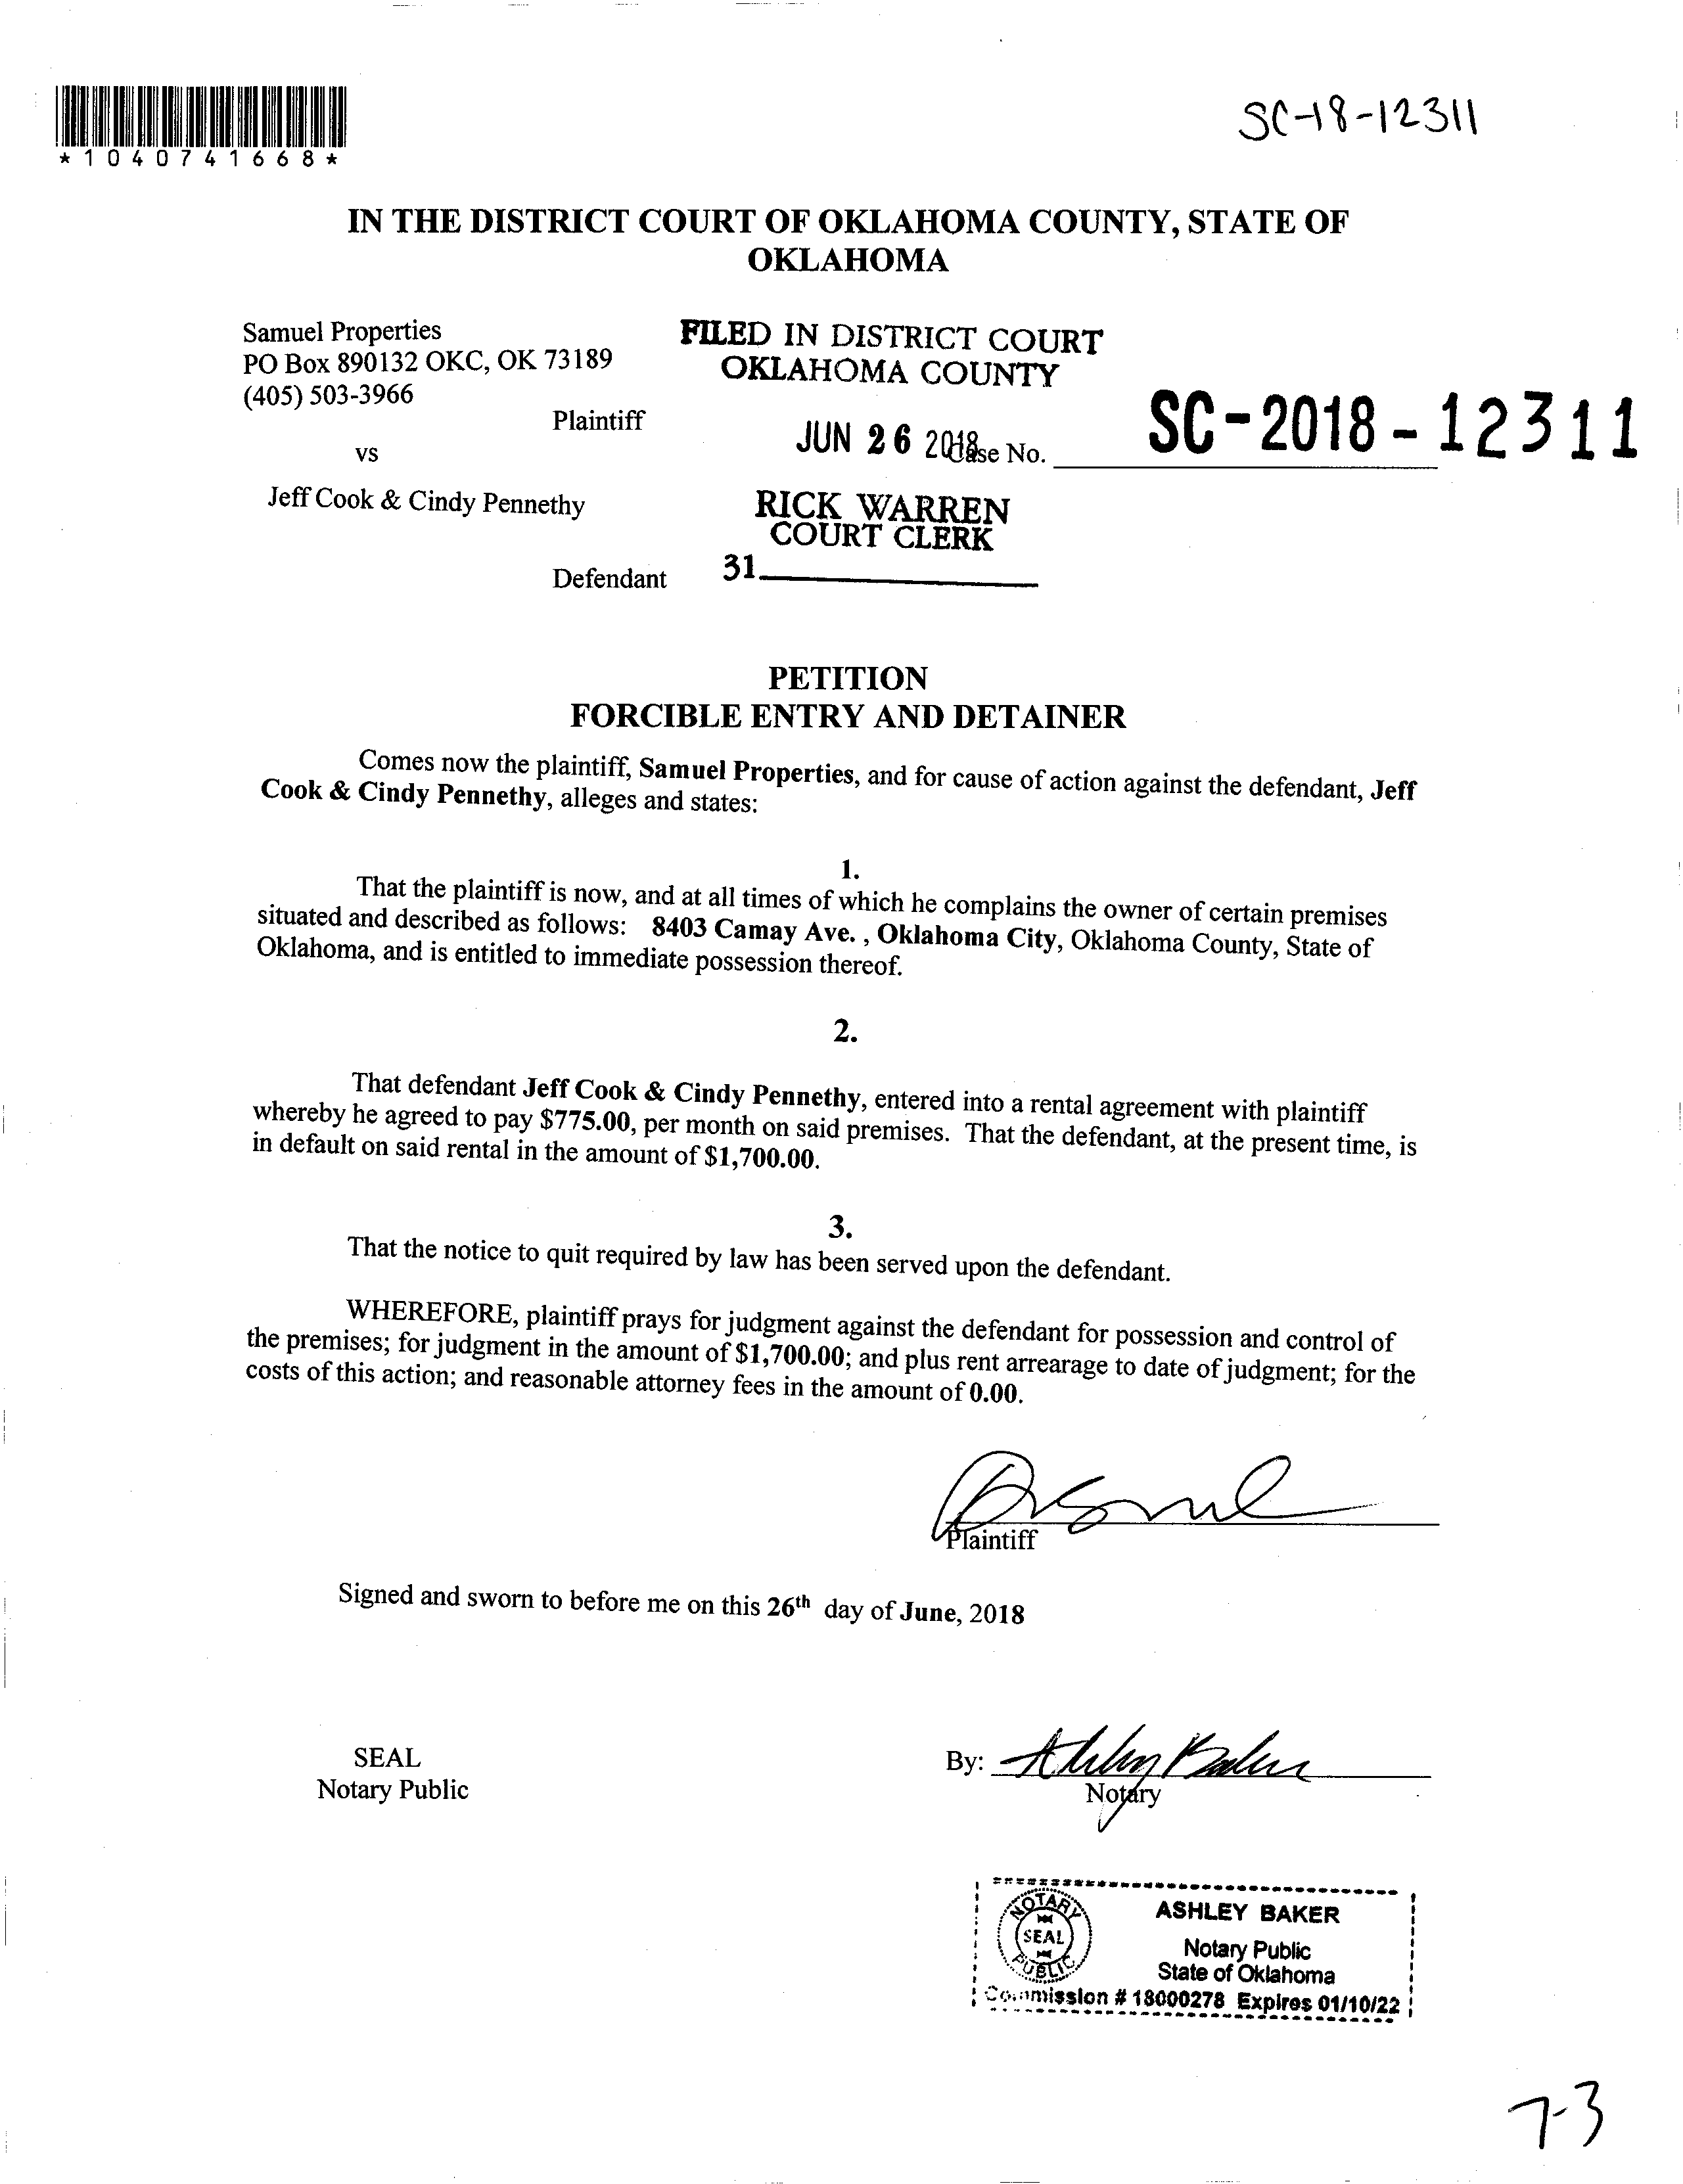 SC-18-12311
*1040741668*
IN THE DISTRICT COURT OF OKLAHOMA COUNTY, STATE OF
OKLAHOMA
Samuel Properties
PO Box 890132 OKC, OK 73189
(405) 503-3966
Plaintiff
vs
Jeff Cook & Cindy Pennethy
Defendant
FILED IN DISTRICT COURT
OKLAHOMA COUNTY
JUN 26 2018
Case No. SC-2018-12311
RICK WARREN
COURT CLERK
31
PETITION
FORCIBLE ENTRY AND DETAINER
Comes now the plaintiff, Samuel Properties, and for cause of action against the defendant, Jeff
Cook & Cindy Pennethy, alleges and states:
1.
That the plaintiff is now, and at all times of which he complains the owner of certain premises
situated and described as follows: 8403 Camay Ave. , Oklahoma City, Oklahoma County, State of
Oklahoma, and is entitled to immediate possession thereof.
2.
That defendant Jeff Cook & Cindy Pennethy, entered into a rental agreement with plaintiff
whereby he agreed to pay $775.00, per month on said premises. That the defendant, at the present time, is
in default on said rental in the amount of $1,700.00.
3.
That the notice to quit required by law has been served upon the defendant.
WHEREFORE, plaintiff prays for judgment against the defendant for possession and control of
the premises; for judgment in the amount of $1,700.00; and plus rent arrearage to date of judgment; for the
costs of this action; and reasonable attorney fees in the amount of 0.00.
Plaintiff
Signed and sworn to before me on this 26th day of June, 2018
SEAL
Notary Public
By: Ashley Baker
Notary
NOTARY
SEAL
PUBLIC
ASHLEY BAKER
Notary Public
State of Oklahoma
Commission # 18000278 Expires 01/10/22
7-3